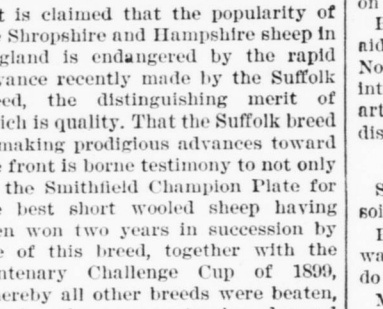 t is claimed that the popularity of
Shropshire and Hampshire sheep in
gland is endangered by the rapid
vance recently made by the Suffolk
ed, the distinguishing merit of
ich is quality. That the Suffolk breed
making prodigious advances toward
front is borne testimony to not only
the Smithfield Champion Plate for
best short wooled sheep having
en won two years in succession by
e of this breed, together with the
ntenary Challenge Cup of 1899,
hereby all other breeds were beaten,
on
aid
No
int
art
dis
S
soi
wa
do